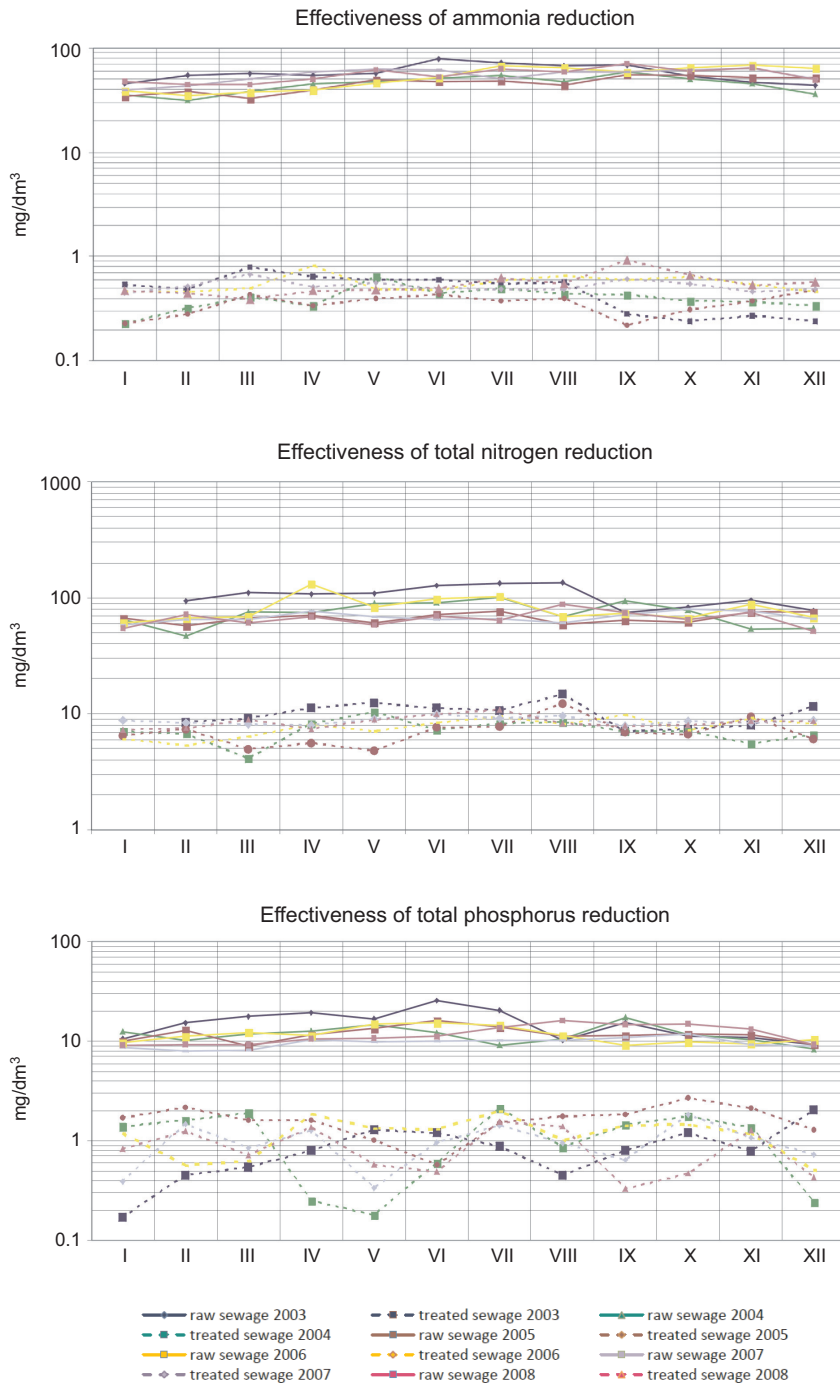 Effectiveness of ammonia reduction
100
10
1
0.1
mg/dm³
I II III IV V VI VII VIII IX X XI XII
Effectiveness of total nitrogen reduction
1000
100
10
1
mg/dm³
I II III IV V VI VII VIII IX X XI XII
Effectiveness of total phosphorus reduction
100
10
1
0.1
mg/dm³
I II III IV V VI VII VIII IX X XI XII
raw sewage 2003 treated sewage 2003 raw sewage 2004
treated sewage 2004 raw sewage 2005 treated sewage 2005
raw sewage 2006 treated sewage 2006 raw sewage 2007
treated sewage 2007 raw sewage 2008 treated sewage 2008